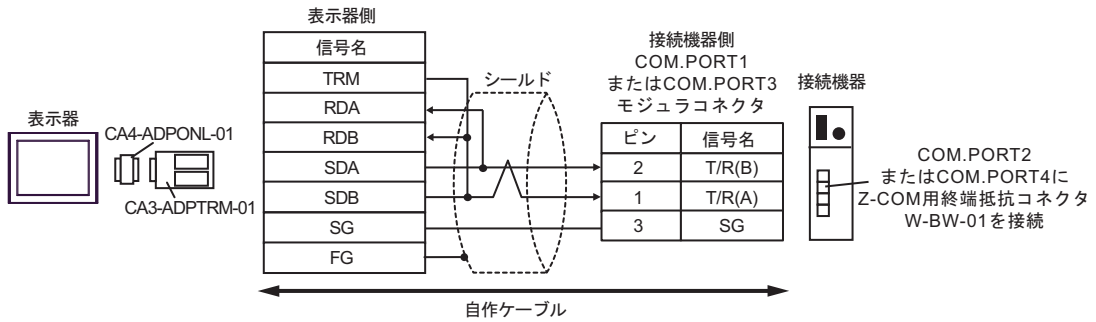 表示器
CA4-ADPONL-01
CA3-ADPTRM-01
表示器側
信号名
TRM
RDA
RDB
SDA
SDB
SG
FG
シールド
接続機器側
COM.PORT1
またはCOM.PORT3
モジュラコネクタ
ピン 信号名
2 T/R(B)
1 T/R(A)
3 SG
接続機器
COM.PORT2
またはCOM.PORT4に
Z-COM用終端抵抗コネクタ
W-BW-01を接続
自作ケーブル